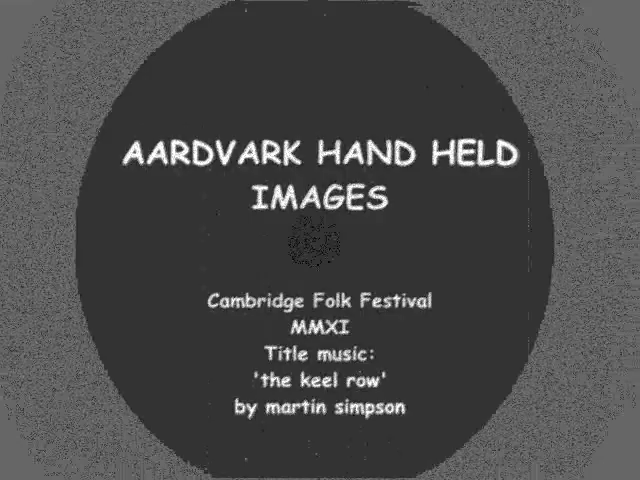 AARDVARK HAND HELD
IMAGES
Cambridge Folk Festival
MMXI
Title music:
'the keel row'
by martin simpson